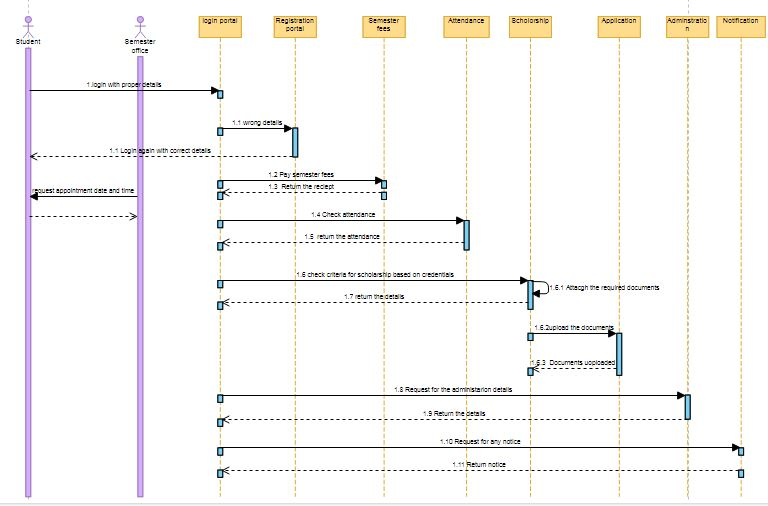 login portal
Registration
portal
Semester
fees
Attendance
Scholorship
Application
Adminstratio
n
Notification
Student
Semester
office
1.login with proper details
1.1 wrong details
1.1 Login again with correct details
1.2 Pay semester fees
1.3 Return the reciept
request appointment date and time
1.4 Check attendance
1.5 return the attendance
1.6 check criteria for scholarship based on credentials
1.6.1 Attacgh the required documents
1.7 return the details
1.6.2upload the documents
1.6.3 Documents uoploaded
1.8 Request for the administarion details
1.9 Return the details
1.10 Request for any notice
1.11 Return notice